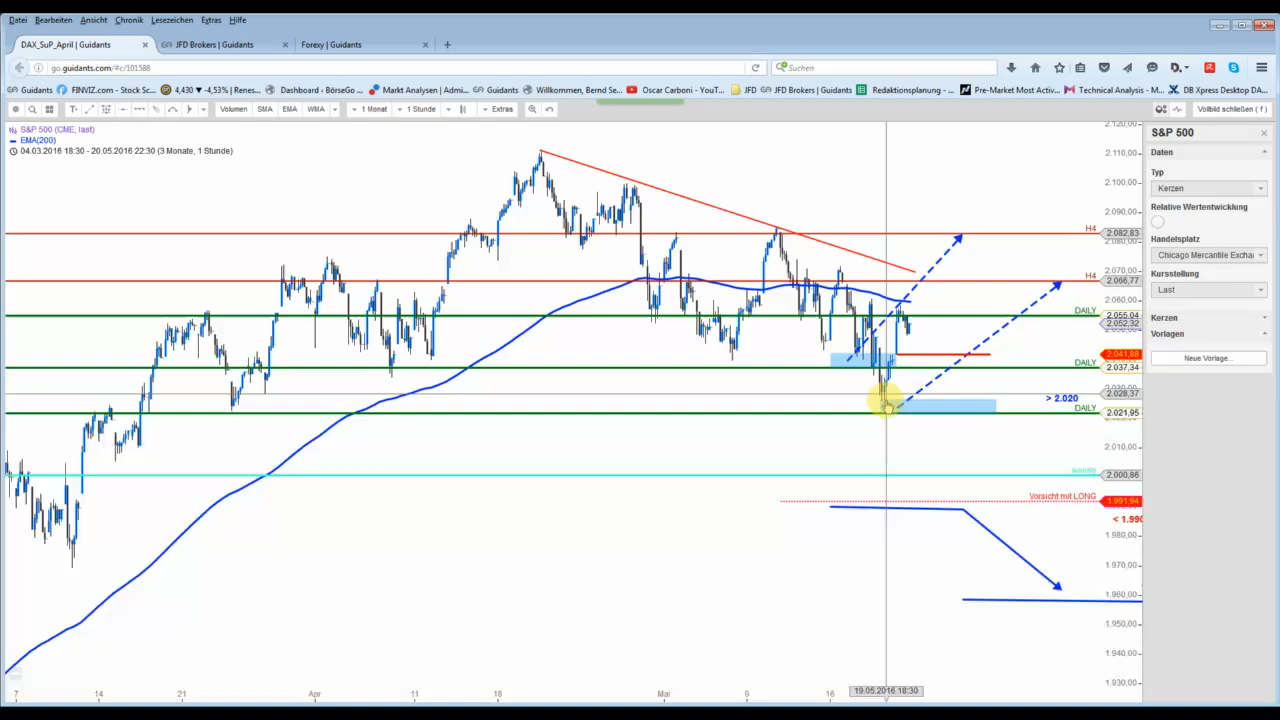 Datei Bearbeiten Ansicht Chronik Lesezeichen Extras Hilfe
DAX_SuP_April | Guidants × JFD Brokers | Guidants × Forexy | Guidants × +
go.guidants.com/#c/101588 Suchen
Guidants FINVIZ.com - Stock Sc... 4,430 -4,53% (Renes... Dashboard - BörseGo ... Markt Analysen | Admi... Guidants Willkommen, Bernd Se... Oscar Carboni - YouT... JFD JFD Brokers | Guidants Redaktionsplanung - ... Pre-Market Most Activ... Technical Analysis - M... DB Xpress Desktop DA...
Volumen SMA EMA WMA 1 Monat 1 Stunde Extras Vollbild schließen ( f )
S&P 500 (CME, last)
EMA(200)
04.03.2016 18:30 - 20.05.2016 22:30 (3 Monate, 1 Stunde)
2.120,00
2.110,00
2.100,00
2.090,00
H4 2.082,83
2.080,00
2.070,00
H4 2.066,77
2.060,00
DAILY 2.055,04
2.052,32
2.041,88
DAILY 2.037,34
2.030,00
2.028,37
> 2.020
DAILY 2.021,95
2.010,00
weekly 2.000,86
Vorsicht mit LONG 1.991,94
< 1.990
1.980,00
1.970,00
1.960,00
1.950,00
1.940,00
1.930,00
7 14 21 Apr 11 18 Mai 9 16
19.05.2016 18:30
S&P 500 ×
Daten
Typ
Kerzen
Relative Wertentwicklung
Handelsplatz
Chicago Mercantile Exchar
Kursstellung
Last
Kerzen
Vorlagen
Neue Vorlage...